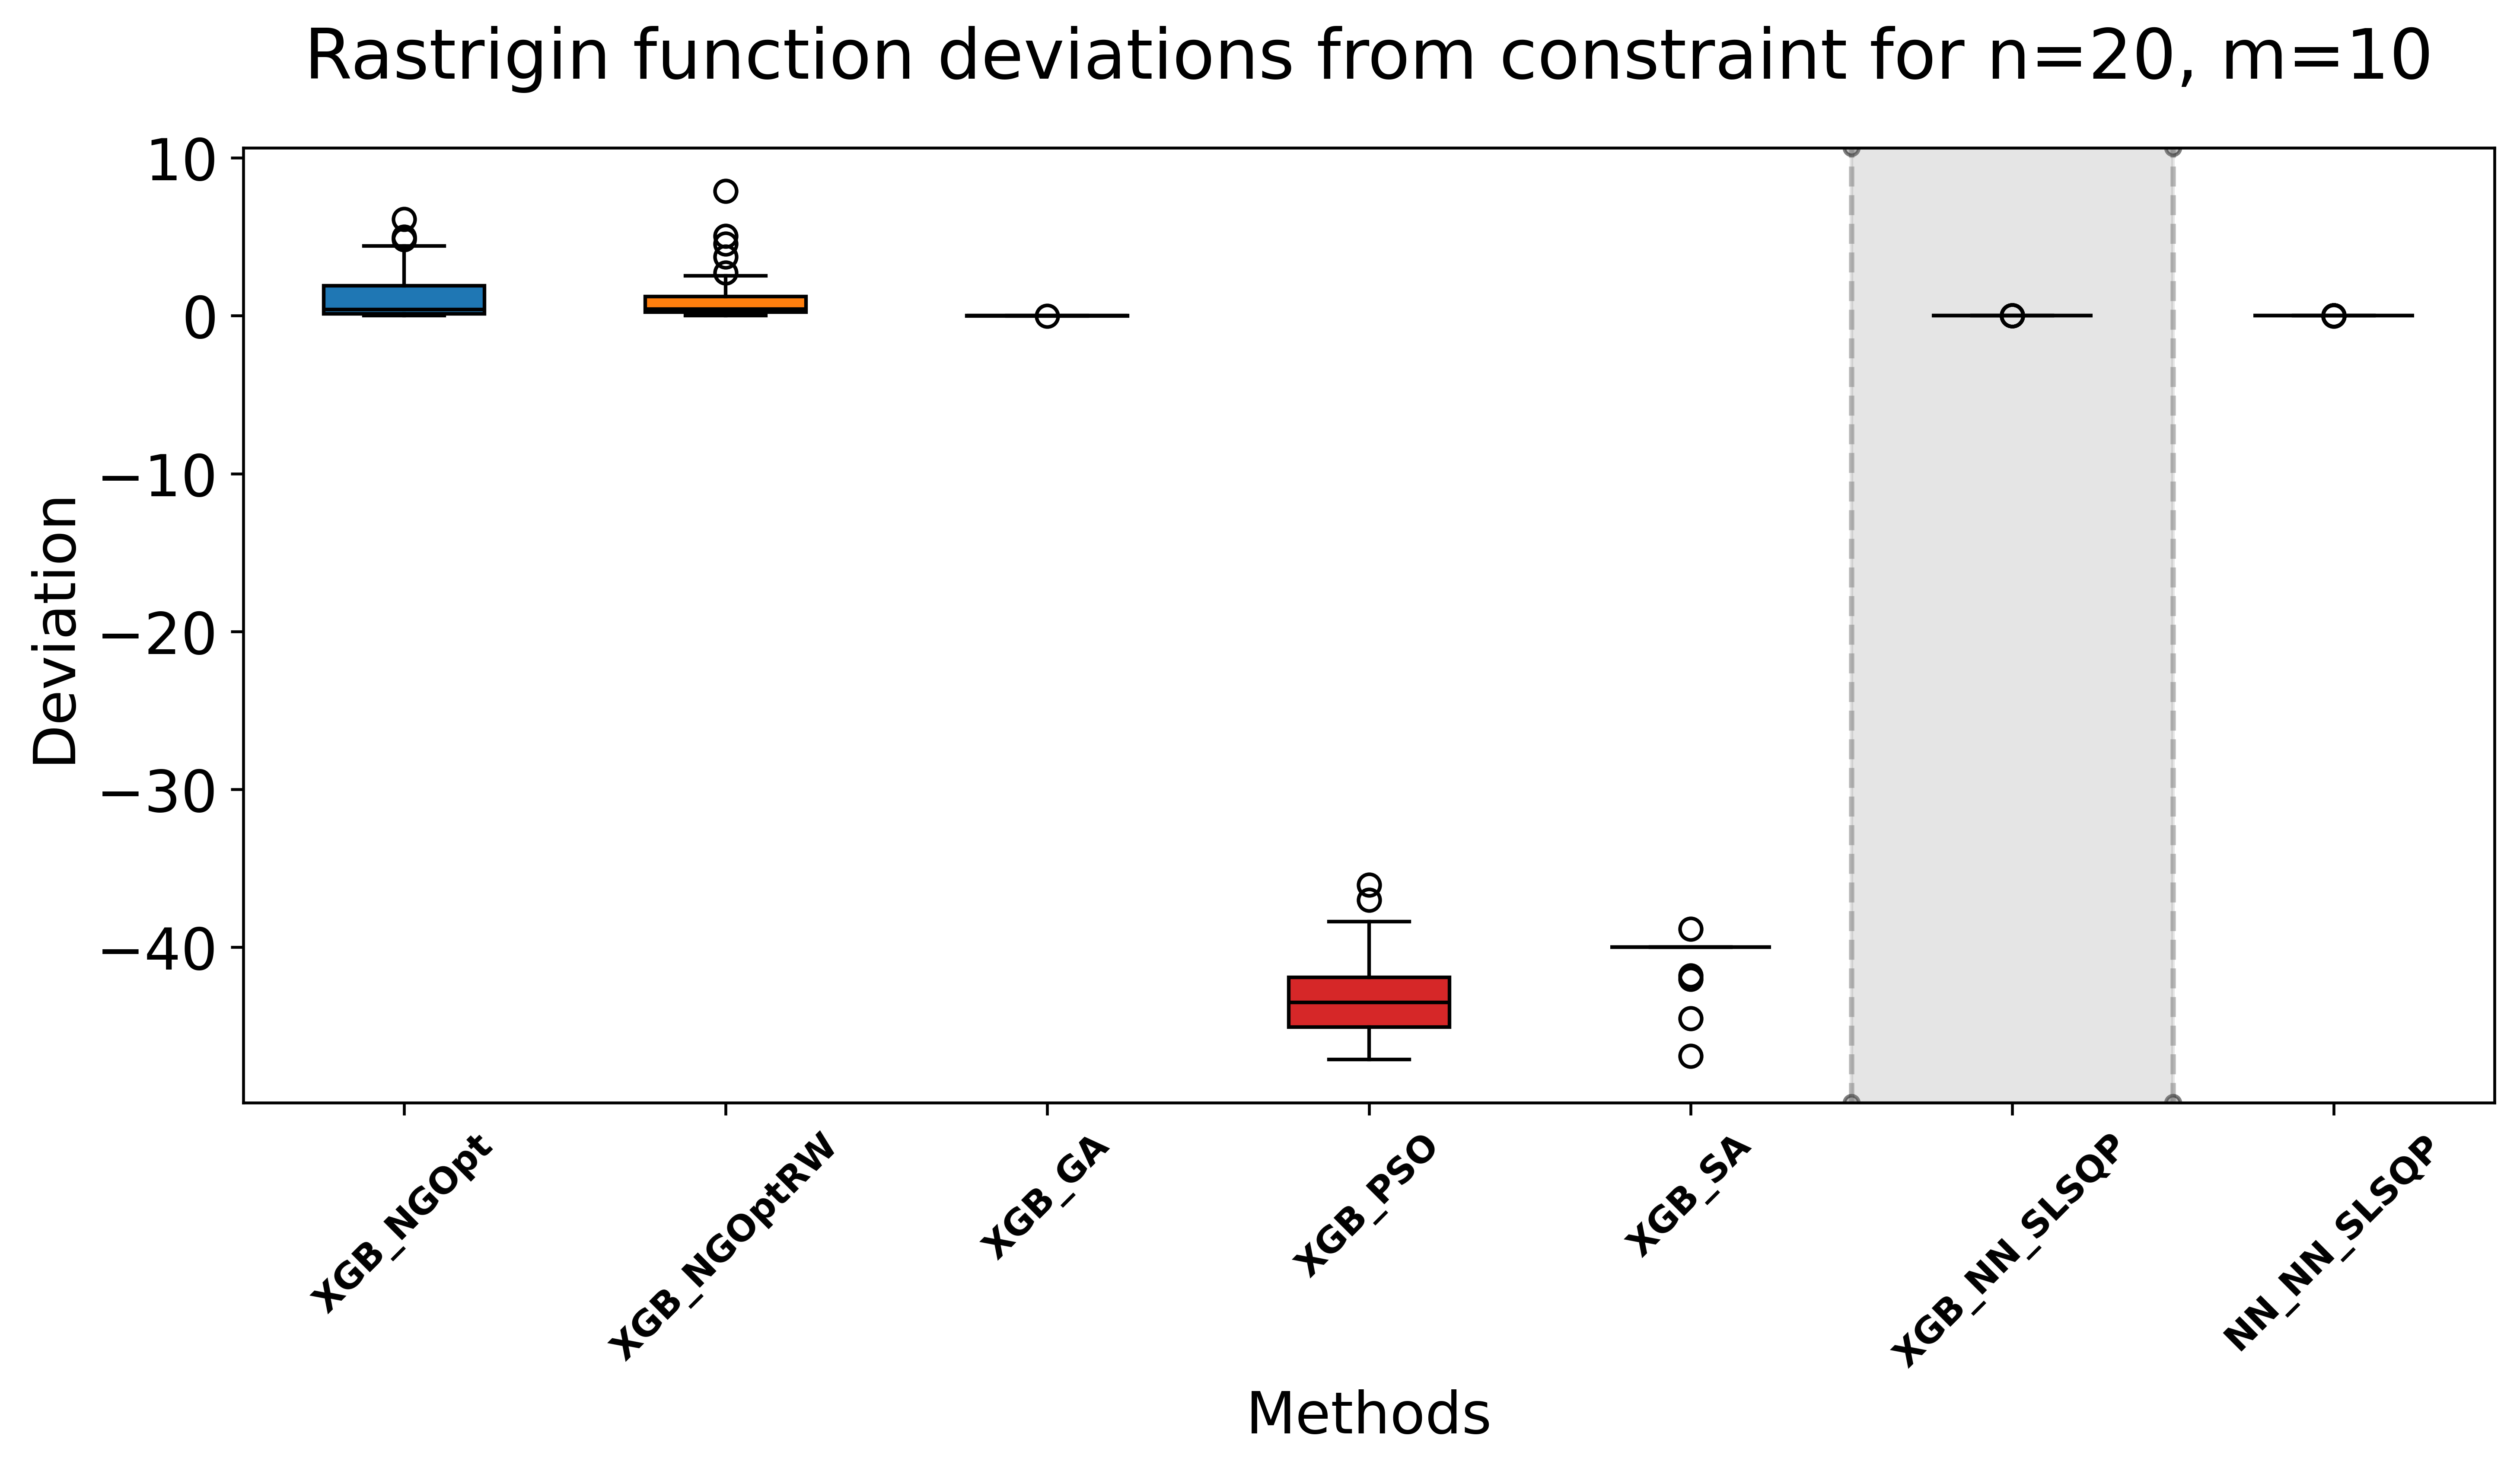 Rastrigin function deviations from constraint for n=20, m=10
10
0
−10
−20
−30
−40
Deviation
XGB_NGOpt
XGB_NGOptRW
XGB_GA
XGB_PSO
XGB_SA
XGB_NN_SLSQP
NN_NN_SLSQP
Methods